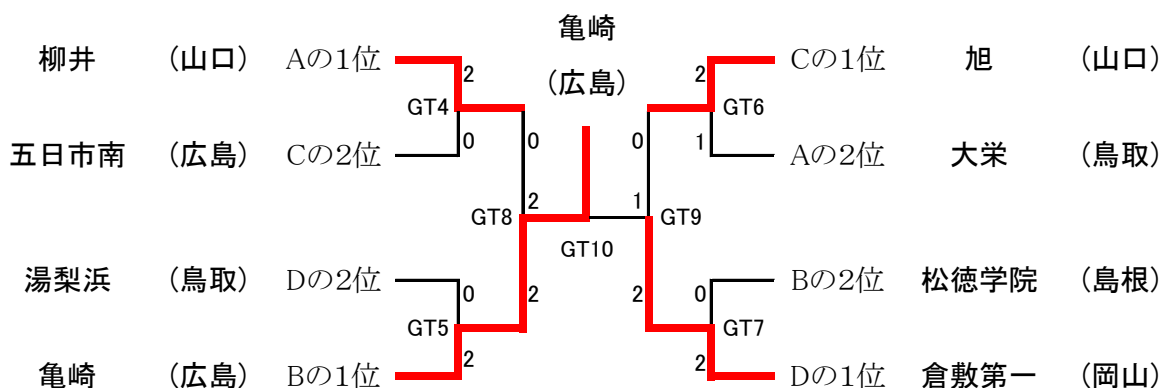 亀崎
(広島)
柳井 (山口) Aの1位 2 2 Cの1位 旭 (山口)
GT4 GT6
五日市南 (広島) Cの2位 0 0 0 1 Aの2位 大栄 (鳥取)
GT8 2 1 GT9
GT10
湯梨浜 (鳥取) Dの2位 0 2 2 0 Bの2位 松徳学院 (島根)
GT5 GT7
亀崎 (広島) Bの1位 2 2 Dの1位 倉敷第一 (岡山)